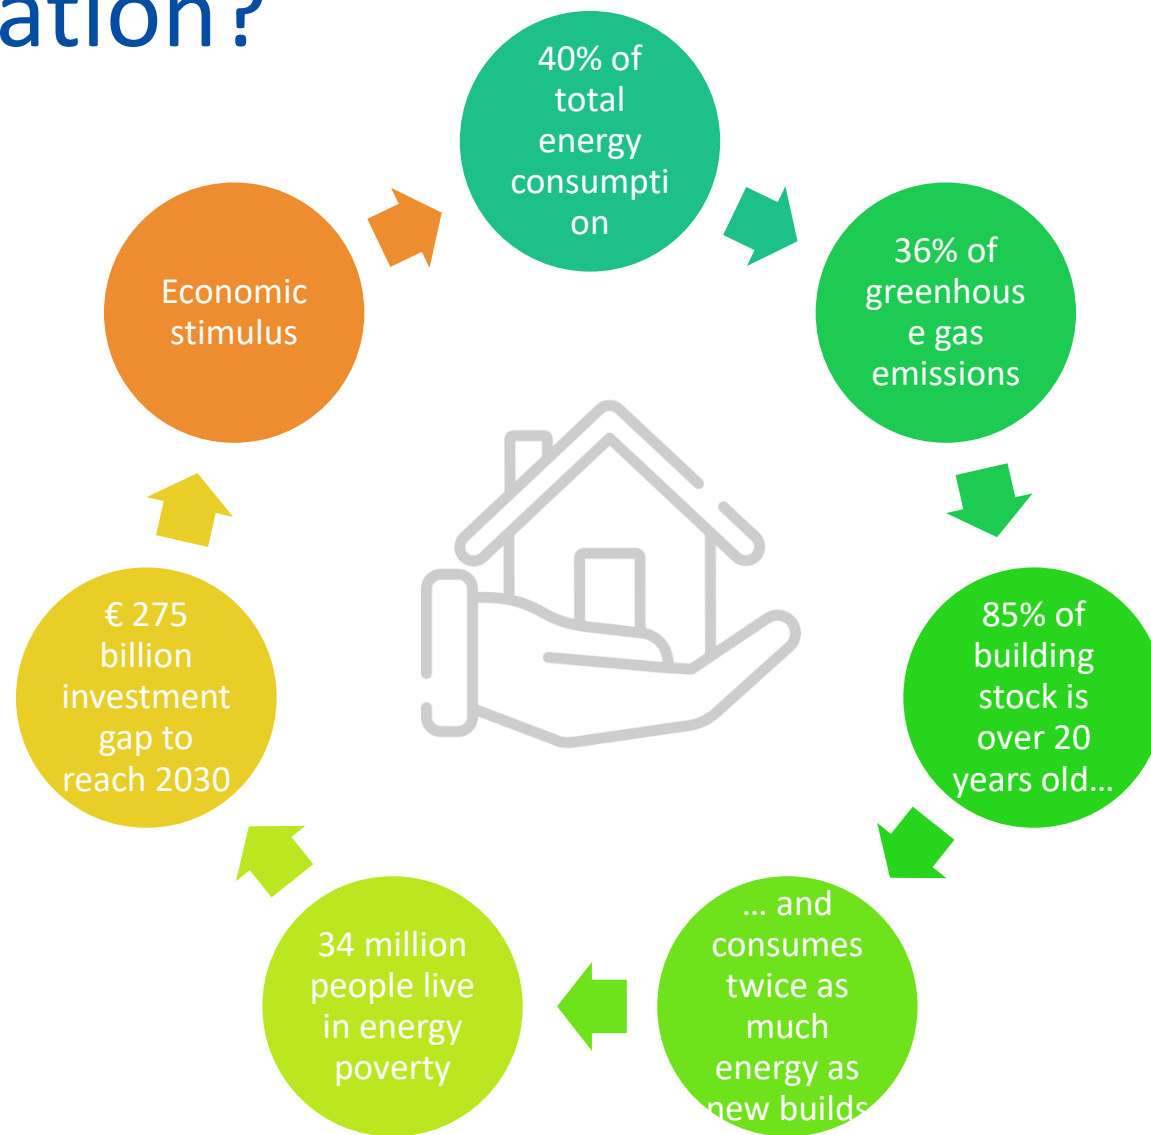 ation?
40% of
total
energy
consumpti
on
36% of
greenhous
e gas
emissions
85% of
building
stock is
over 20
years old…
… and
consumes
twice as
much
energy as
new builds
34 million
people live
in energy
poverty
€ 275
billion
investment
gap to
reach 2030
Economic
stimulus